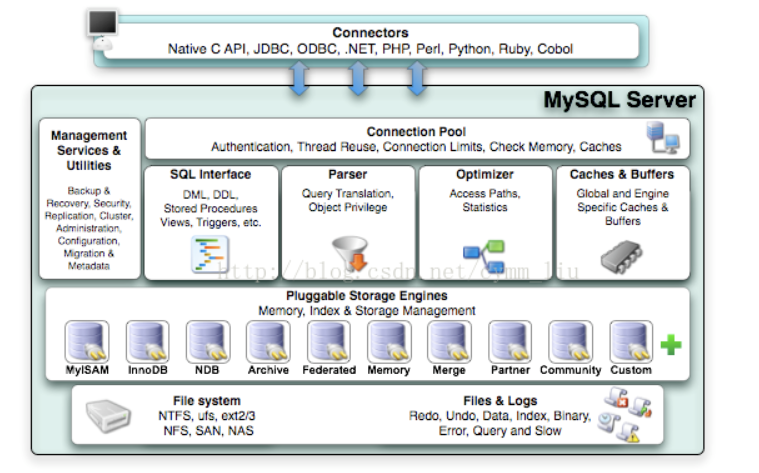 Connectors
Native C API, JDBC, ODBC, .NET, PHP, Perl, Python, Ruby, Cobol
MySQL Server
Management
Services &
Utilities
Backup &
Recovery, Security,
Replication, Cluster,
Administration,
Configuration,
Migration &
Metadata
Connection Pool
Authentication, Thread Reuse, Connection Limits, Check Memory, Caches
SQL Interface
DML, DDL,
Stored Procedures
Views, Triggers, etc.
Parser
Query Translation,
Object Privilege
Optimizer
Access Paths,
Statistics
Caches & Buffers
Global and Engine
Specific Caches &
Buffers
http://blog.csdn.net/cymm_liu
Pluggable Storage Engines
Memory, Index & Storage Management
MyISAM
InnoDB
NDB
Archive
Federated
Memory
Merge
Partner
Community
Custom
File system
NTFS, ufs, ext2/3
NFS, SAN, NAS
Files & Logs
Redo, Undo, Data, Index, Binary,
Error, Query and Slow